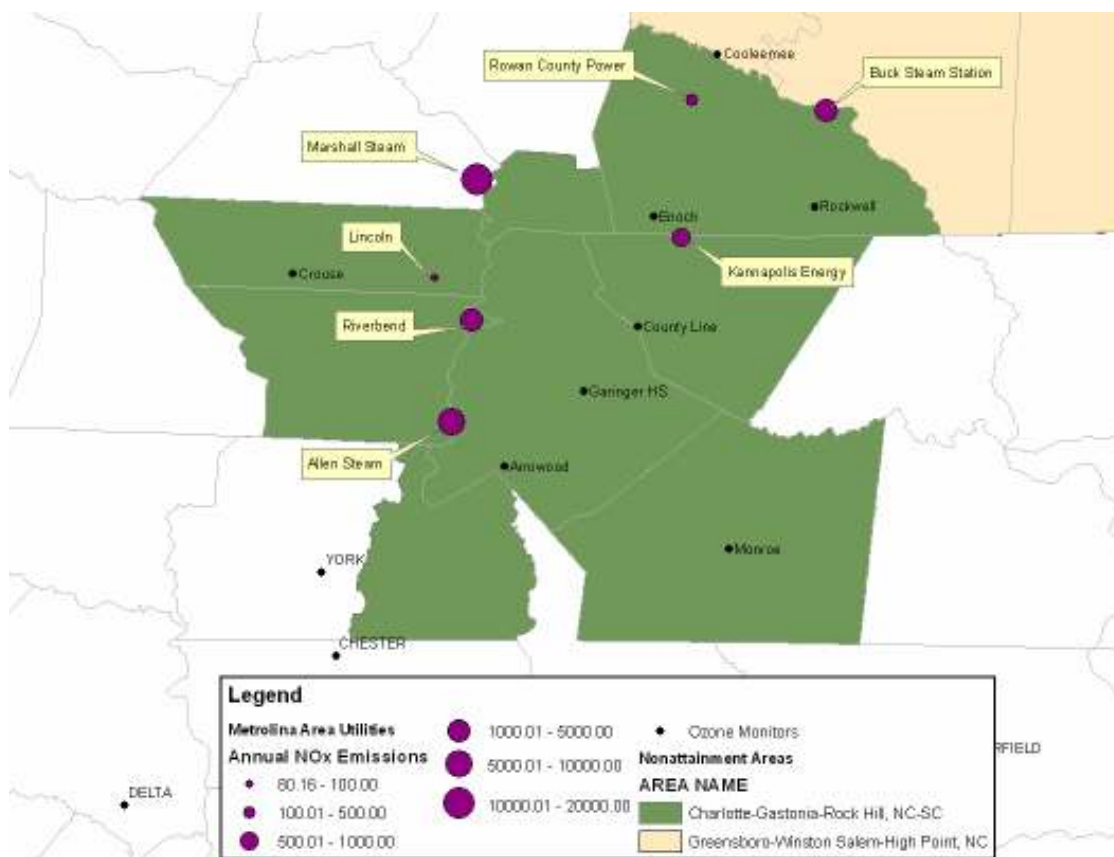 Cooleemee
Rowan County Power
Buck Steam Station
Marshall Steam
Rockwell
Enoch
Lincoln
Kannapolis Energy
Crouse
Riverbend
County Line
Garinger HS
Allen Steam
Arrowood
Monroe
YORK
CHESTER
Legend
Metrolina Area Utilities
Annual NOx Emissions
80.16 - 100.00
100.01 - 500.00
500.01 - 1000.00
1000.01 - 5000.00
5000.01 - 10000.00
10000.01 - 20000.00
Ozone Monitors
Nonattainment Areas
AREA NAME
Charlotte-Gastonia-Rock Hill, NC-SC
Greensboro-Winston Salem-High Point, NC
RFIELD
DELTA